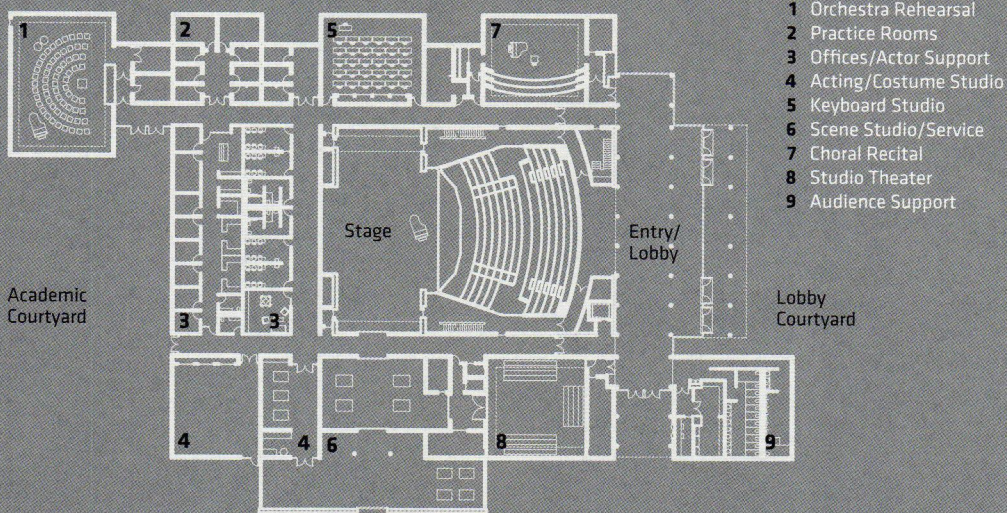 1 Orchestra Rehearsal
2 Practice Rooms
3 Offices/Actor Support
4 Acting/Costume Studio
5 Keyboard Studio
6 Scene Studio/Service
7 Choral Recital
8 Studio Theater
9 Audience Support
1
2
5
7
Stage
Entry/
Lobby
Academic
Courtyard
Lobby
Courtyard
3
3
4
4
6
8
9